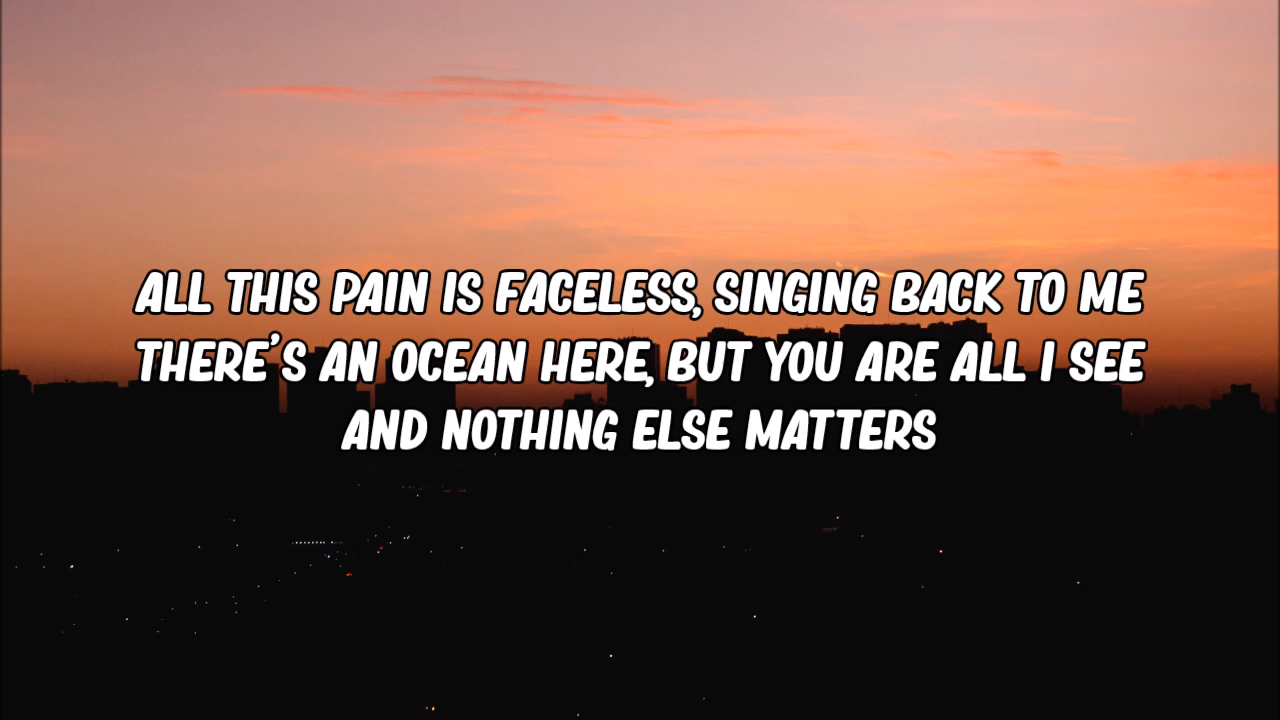 ALL THIS PAIN IS FACELESS, SINGING BACK TO ME
THERE'S AN OCEAN HERE, BUT YOU ARE ALL I SEE
AND NOTHING ELSE MATTERS